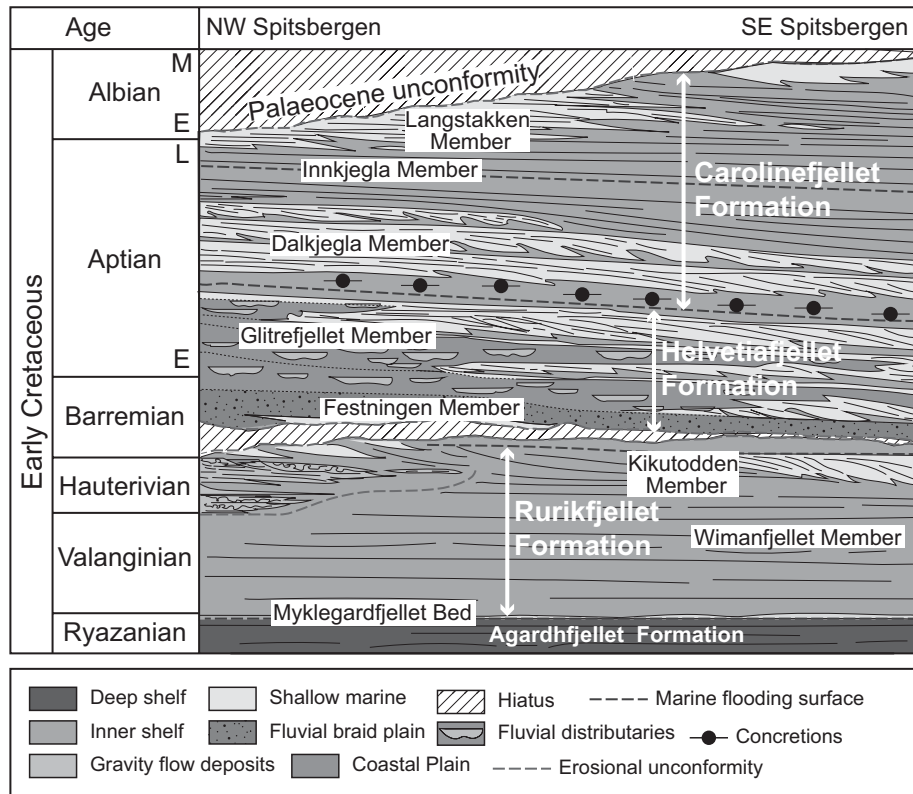 Age
NW Spitsbergen
SE Spitsbergen
Early Cretaceous
M
Albian
E
L
Aptian
E
Barremian
Hauterivian
Valanginian
Ryazanian
Palaeocene unconformity
Langstakken
Member
Innkjegla Member
Carolinefjellet
Formation
Dalkjegla Member
Glitrefjellet Member
Helvetiafjellet
Formation
Festningen Member
Kikutodden
Member
Rurikfjellet
Formation
Wimanfjellet Member
Myklegardfjellet Bed
Agardhfjellet Formation
Deep shelf
Shallow marine
Hiatus
Marine flooding surface
Inner shelf
Fluvial braid plain
Fluvial distributaries
Concretions
Gravity flow deposits
Coastal Plain
Erosional unconformity